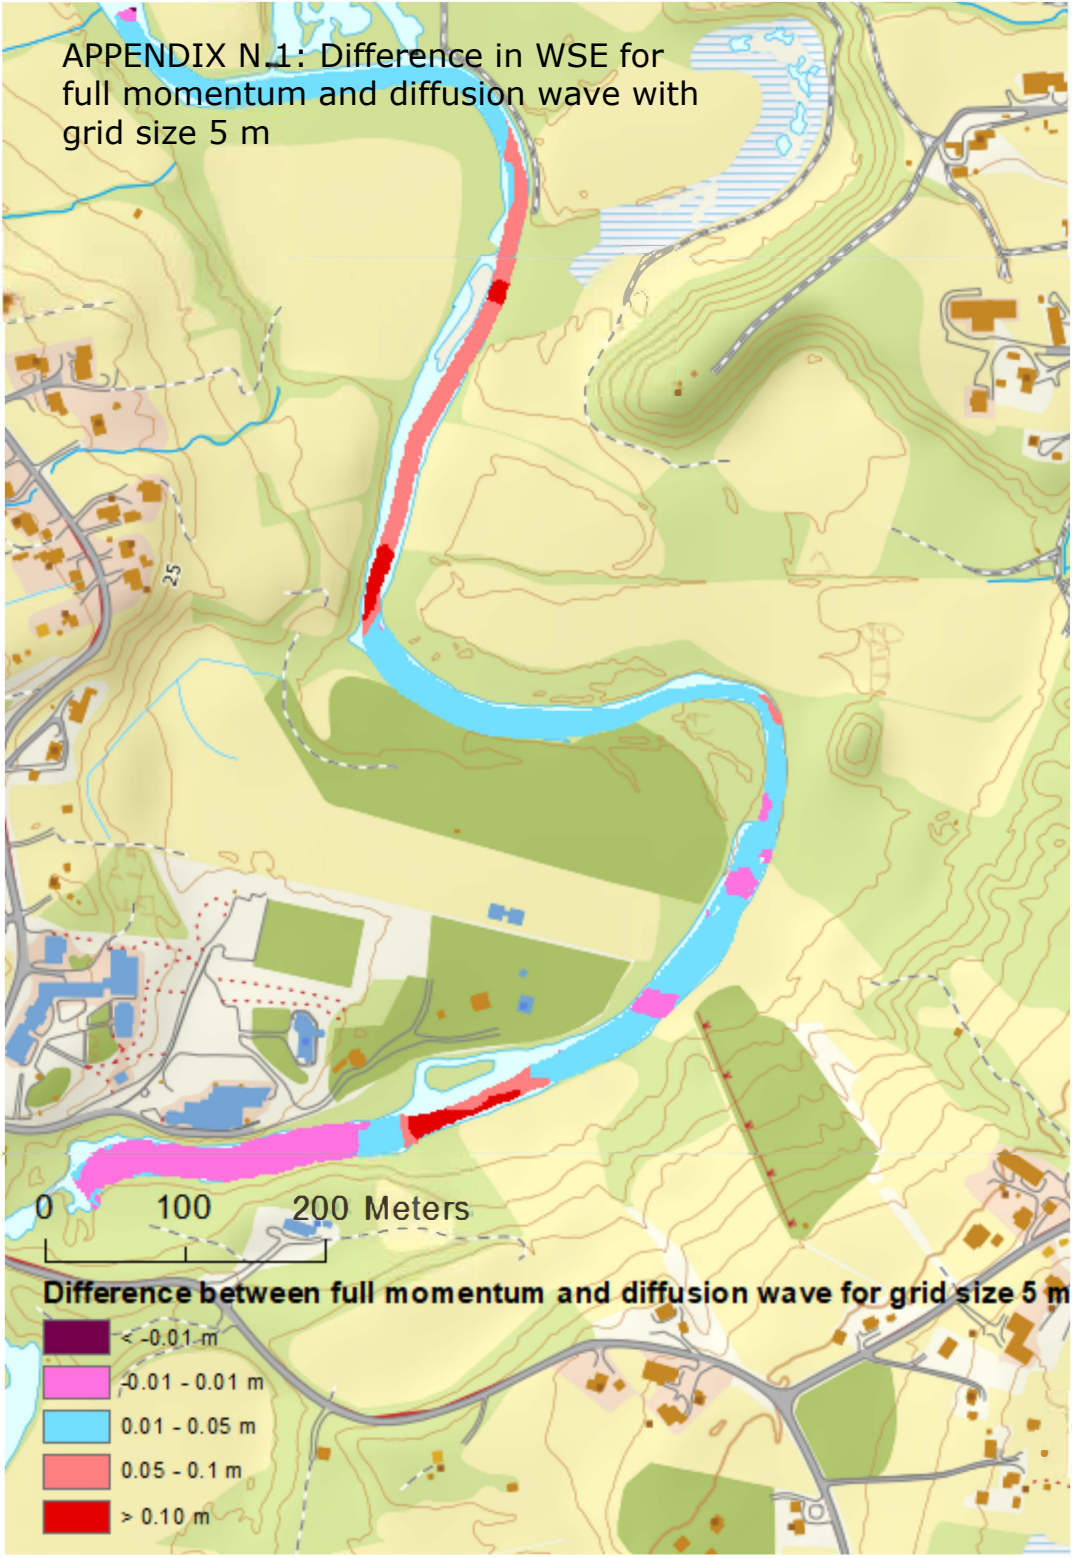 APPENDIX N.1: Difference in WSE for
full momentum and diffusion wave with
grid size 5 m
25
0 100 200 Meters
Difference between full momentum and diffusion wave for grid size 5 m
< -0.01 m
-0.01 - 0.01 m
0.01 - 0.05 m
0.05 - 0.1 m
> 0.10 m